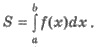 S = ∫ₐᵇ f(x)dx .